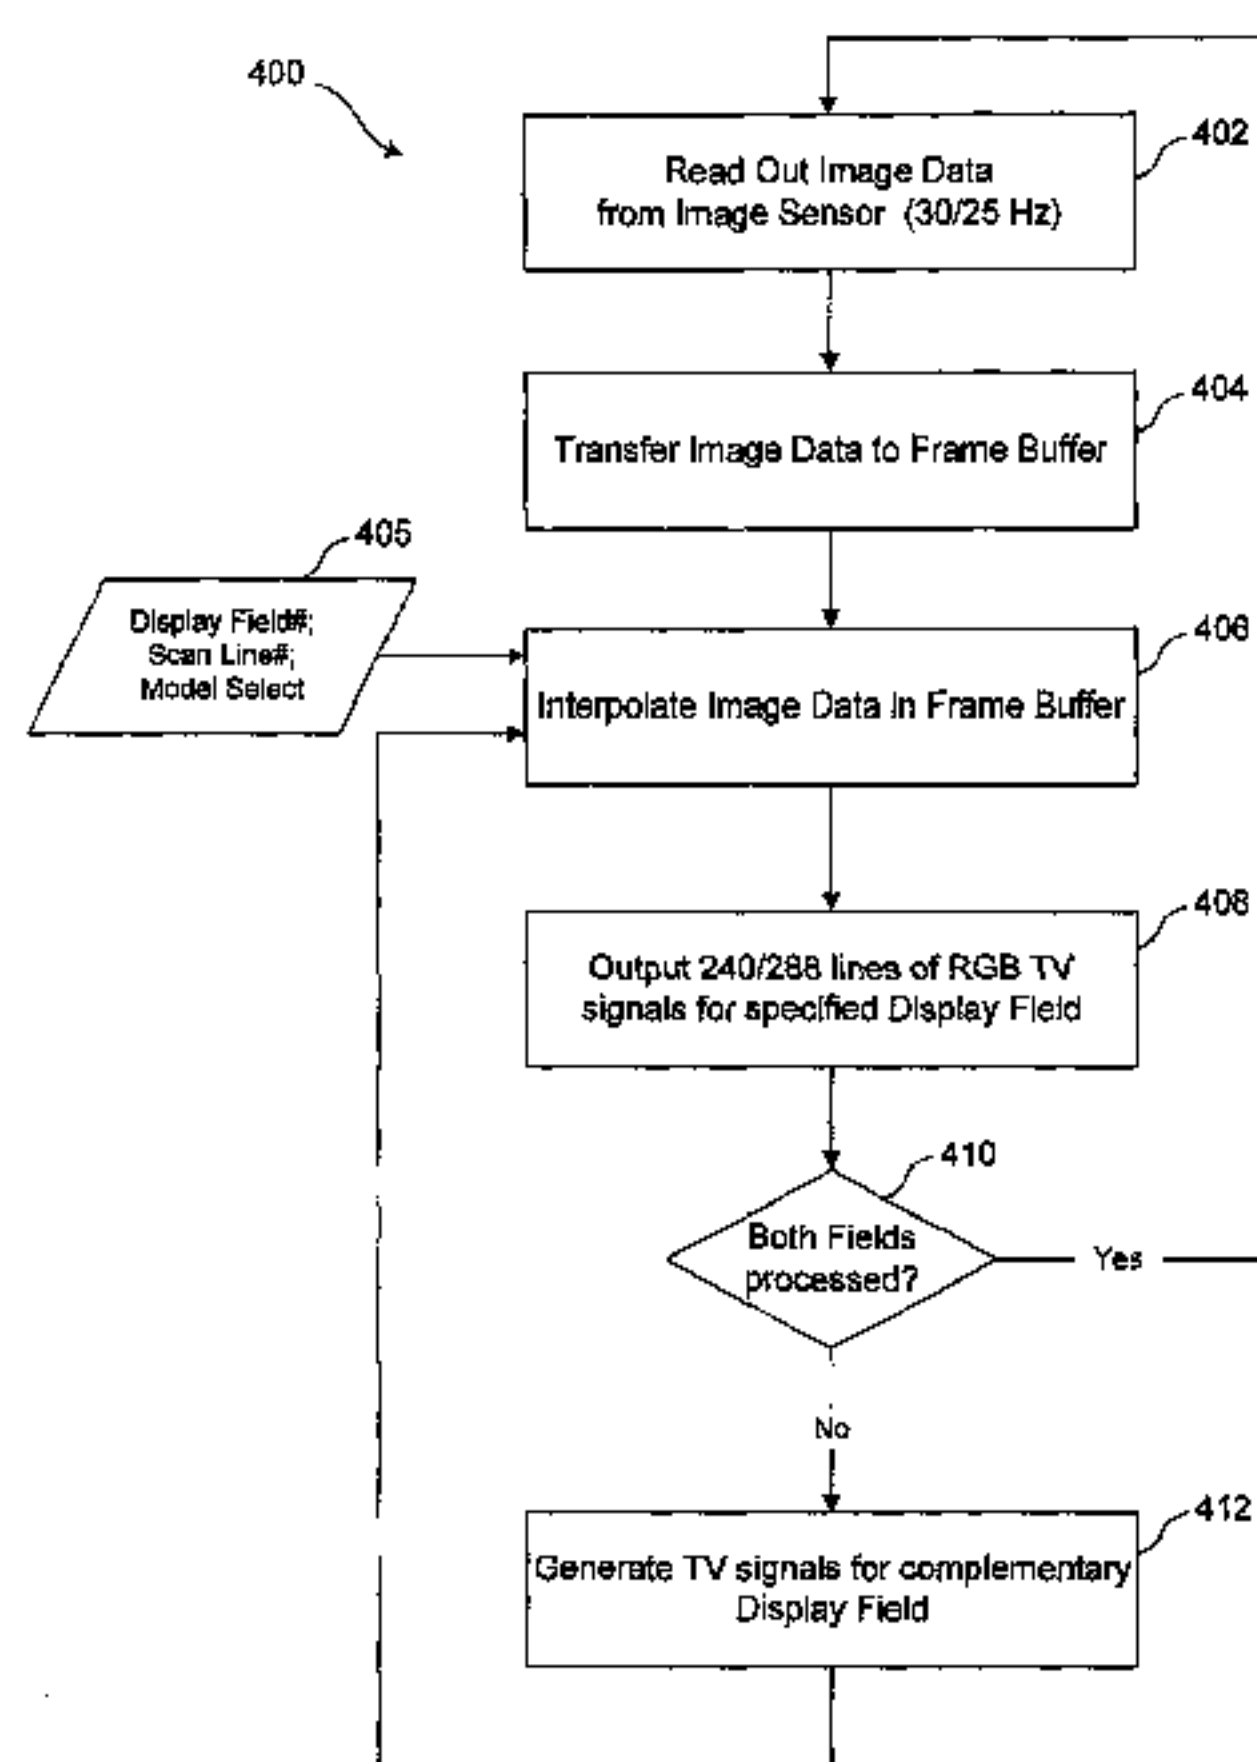 400
402
Read Out Image Data
from Image Sensor (30/25 Hz)
404
Transfer Image Data to Frame Buffer
405
Display Field#;
Scan Line#;
Model Select
406
Interpolate Image Data in Frame Buffer
408
Output 240/288 lines of RGB TV
signals for specified Display Field
410
Both Fields
processed?
Yes
No
412
Generate TV signals for complementary
Display Field